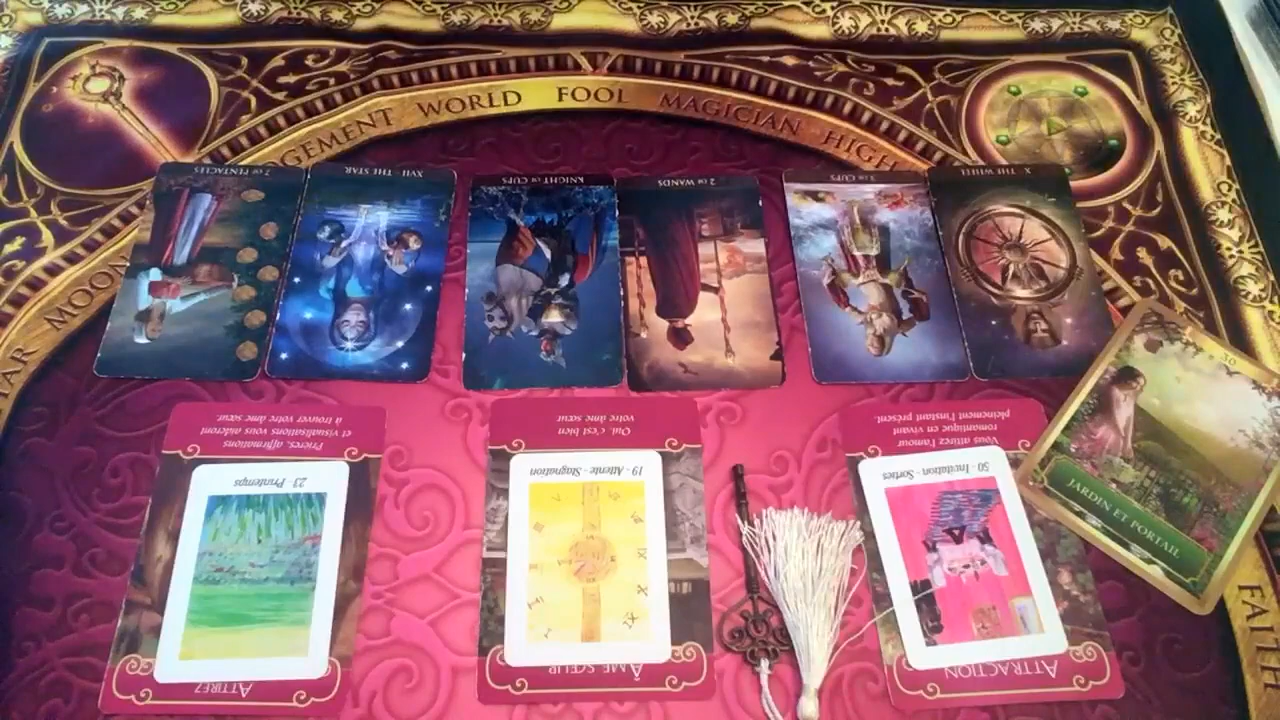 JUDGEMENT WORLD FOOL MAGICIAN HIGH
MOON
FAITH
7 OF PENTACLES
XVII THE STAR
KNIGHT OF CUPS
2 OF WANDS
3 OF CUPS
X THE WHEEL
30
JARDIN ET PORTAIL
Prières, affirmations
et visualisations vous aideront
à trouver votre âme sœur.
23 - Printemps
ATTIREZ
Oui, c'est bien
votre âme sœur
19 - Attente - Stagnation
ÂME SŒUR
Vous attirez l'amour
romantique en vivant
pleinement l'instant présent.
50 - Invitation - Sorties
ATTRACTION